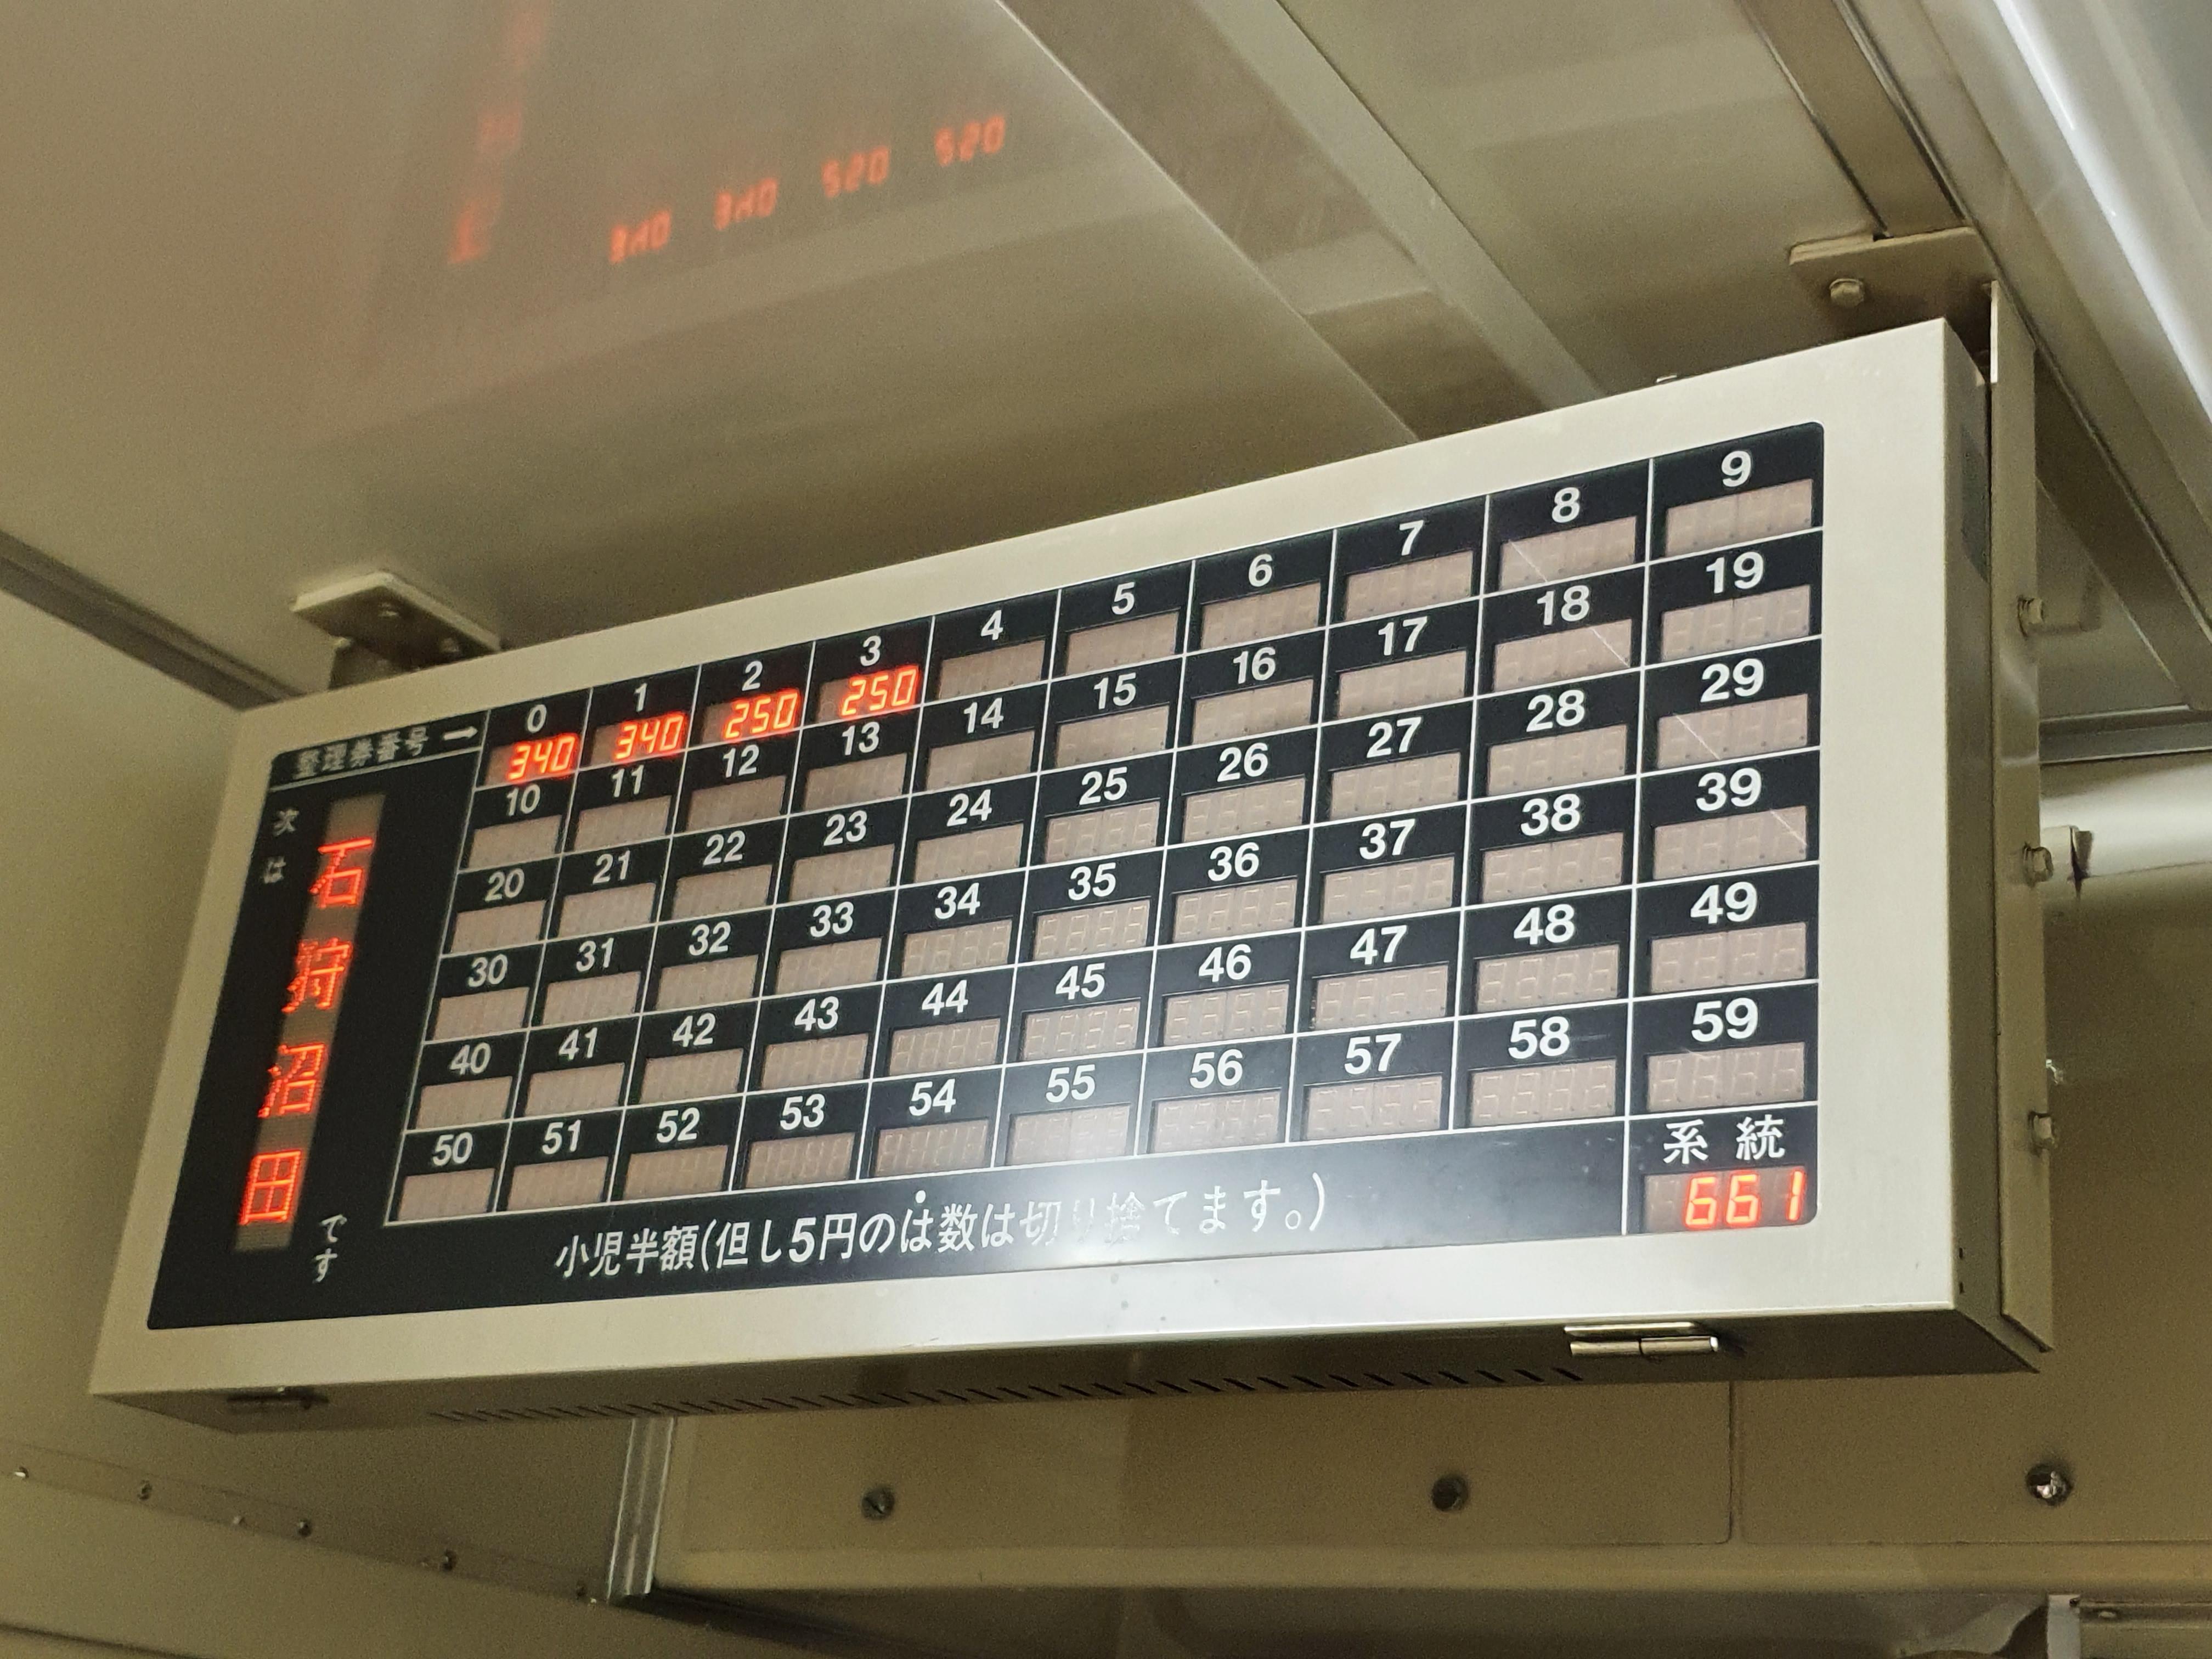 整理券番号→
0 1 2 3 4 5 6 7 8 9
340 340 250 250
10 11 12 13 14 15 16 17 18 19
20 21 22 23 24 25 26 27 28 29
30 31 32 33 34 35 36 37 38 39
40 41 42 43 44 45 46 47 48 49
50 51 52 53 54 55 56 57 58 59
次は
石狩沼田
です
小児半額(但し5円のは数は切り捨てます。)
系統
661